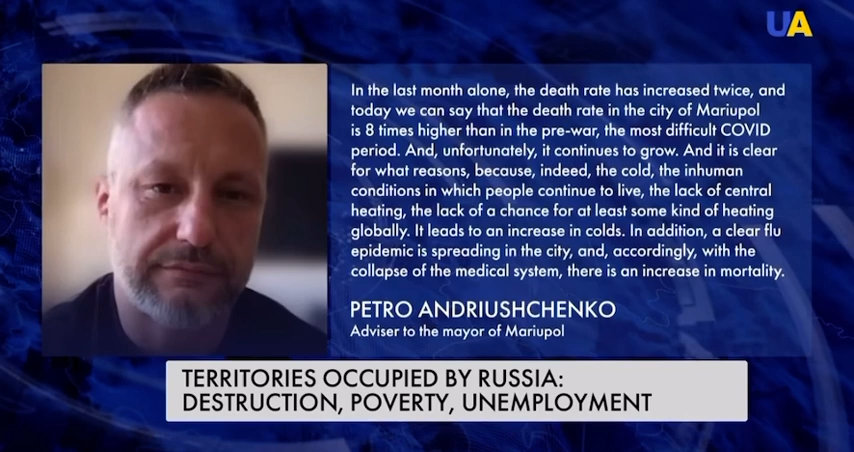 UA
In the last month alone, the death rate has increased twice, and
today we can say that the death rate in the city of Mariupol
is 8 times higher than in the pre-war, the most difficult COVID
period. And, unfortunately, it continues to grow. And it is clear
for what reasons, because, indeed, the cold, the inhuman
conditions in which people continue to live, the lack of central
heating, the lack of a chance for at least some kind of heating
globally. It leads to an increase in colds. In addition, a clear flu
epidemic is spreading in the city, and, accordingly, with the
collapse of the medical system, there is an increase in mortality.
PETRO ANDRIUSHCHENKO
Adviser to the mayor of Mariupol
TERRITORIES OCCUPIED BY RUSSIA:
DESTRUCTION, POVERTY, UNEMPLOYMENT